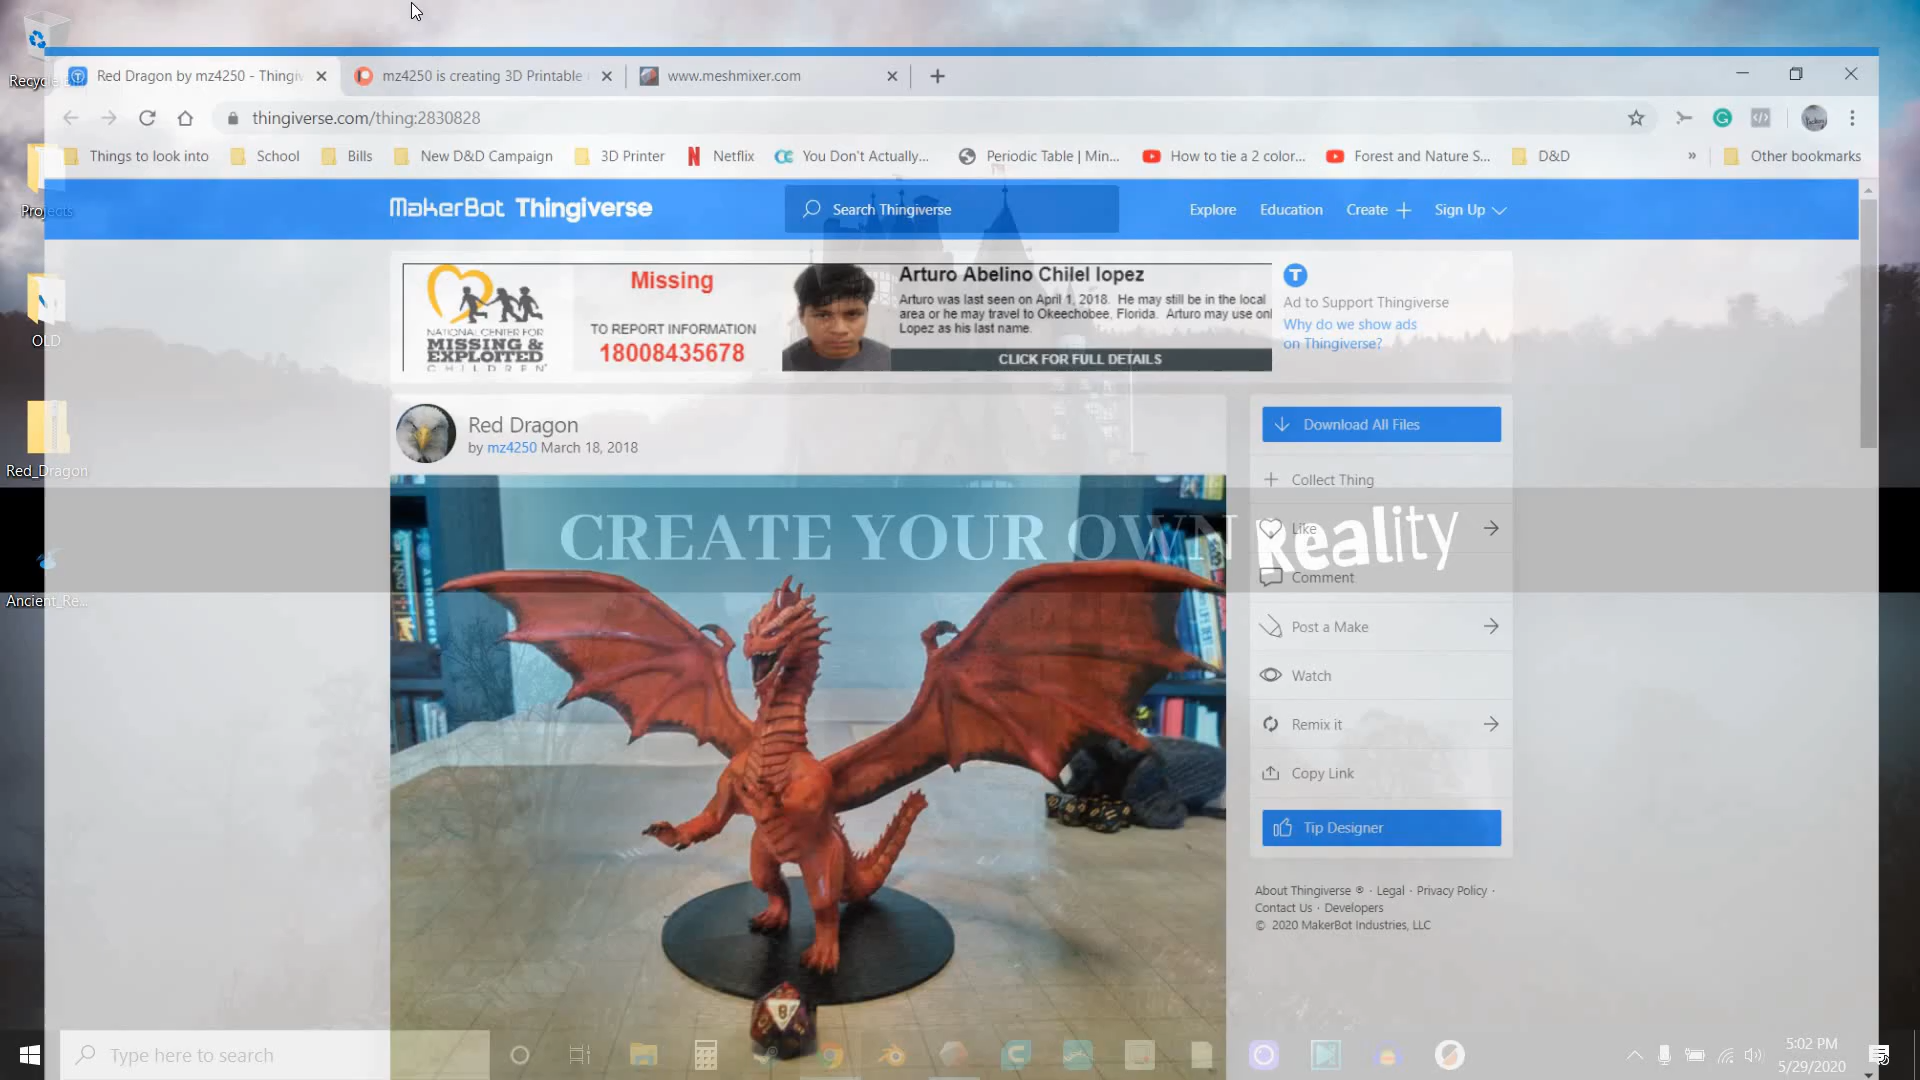 Recycle Bin
Red Dragon by mz4250 - Thingiv
mz4250 is creating 3D Printable
www.meshmixer.com
thingiverse.com/thing:2830828
Things to look into
School
Bills
New D&D Campaign
3D Printer
Netflix
You Don't Actually...
Periodic Table | Min...
How to tie a 2 color...
Forest and Nature S...
D&D
»
Other bookmarks
Projects
MakerBot Thingiverse
Search Thingiverse
Explore
Education
Create
Sign Up
NATIONAL CENTER FOR
MISSING &
EXPLOITED
CHILDREN
Missing
TO REPORT INFORMATION
18008435678
Arturo Abelino Chilel lopez
Arturo was last seen on April 1, 2018. He may still be in the local
area or he may travel to Okeechobee, Florida. Arturo may use onl
Lopez as his last name.
CLICK FOR FULL DETAILS
Ad to Support Thingiverse
Why do we show ads
on Thingiverse?
OLD
Red Dragon
by mz4250 March 18, 2018
Download All Files
Red_Dragon
Collect Thing
CREATE YOUR OWN Reality
Like
Comment
Ancient_Re...
Post a Make
Watch
Remix it
Copy Link
Tip Designer
About Thingiverse ® · Legal · Privacy Policy ·
Contact Us · Developers
© 2020 MakerBot Industries, LLC
8
Type here to search
5:02 PM
5/29/2020